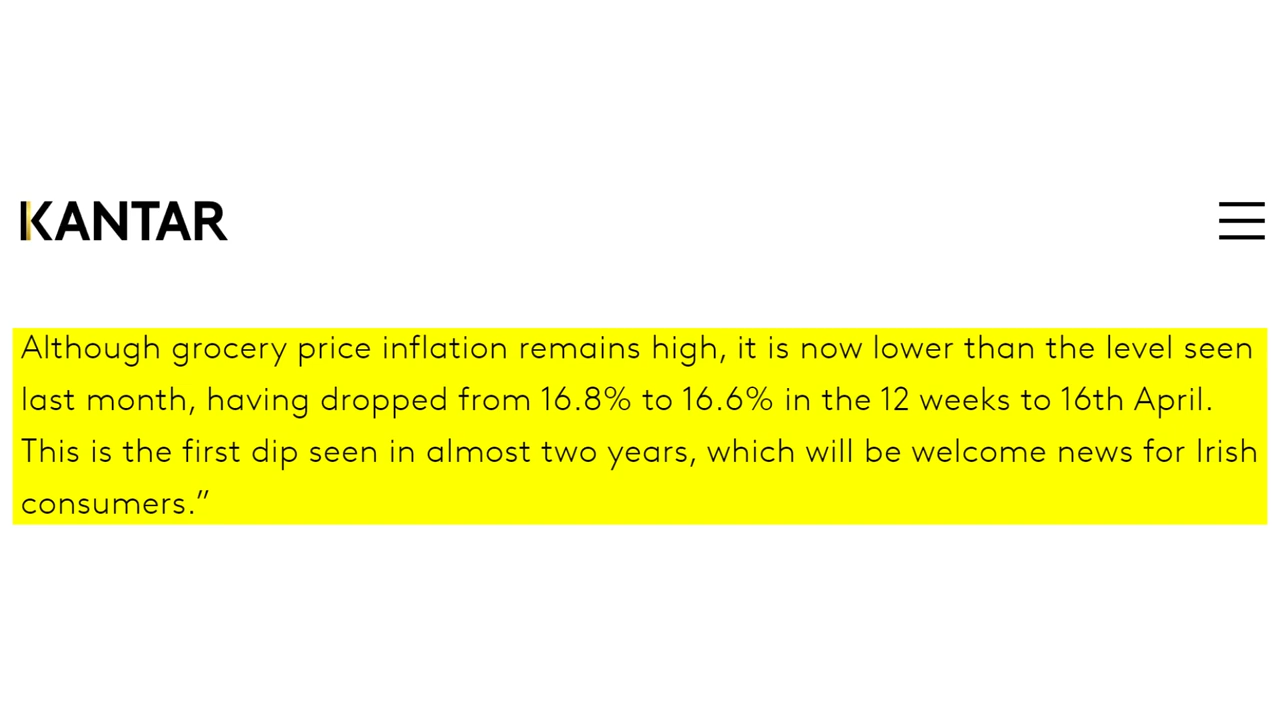 KANTAR
Although grocery price inflation remains high, it is now lower than the level seen
last month, having dropped from 16.8% to 16.6% in the 12 weeks to 16th April.
This is the first dip seen in almost two years, which will be welcome news for Irish
consumers.”